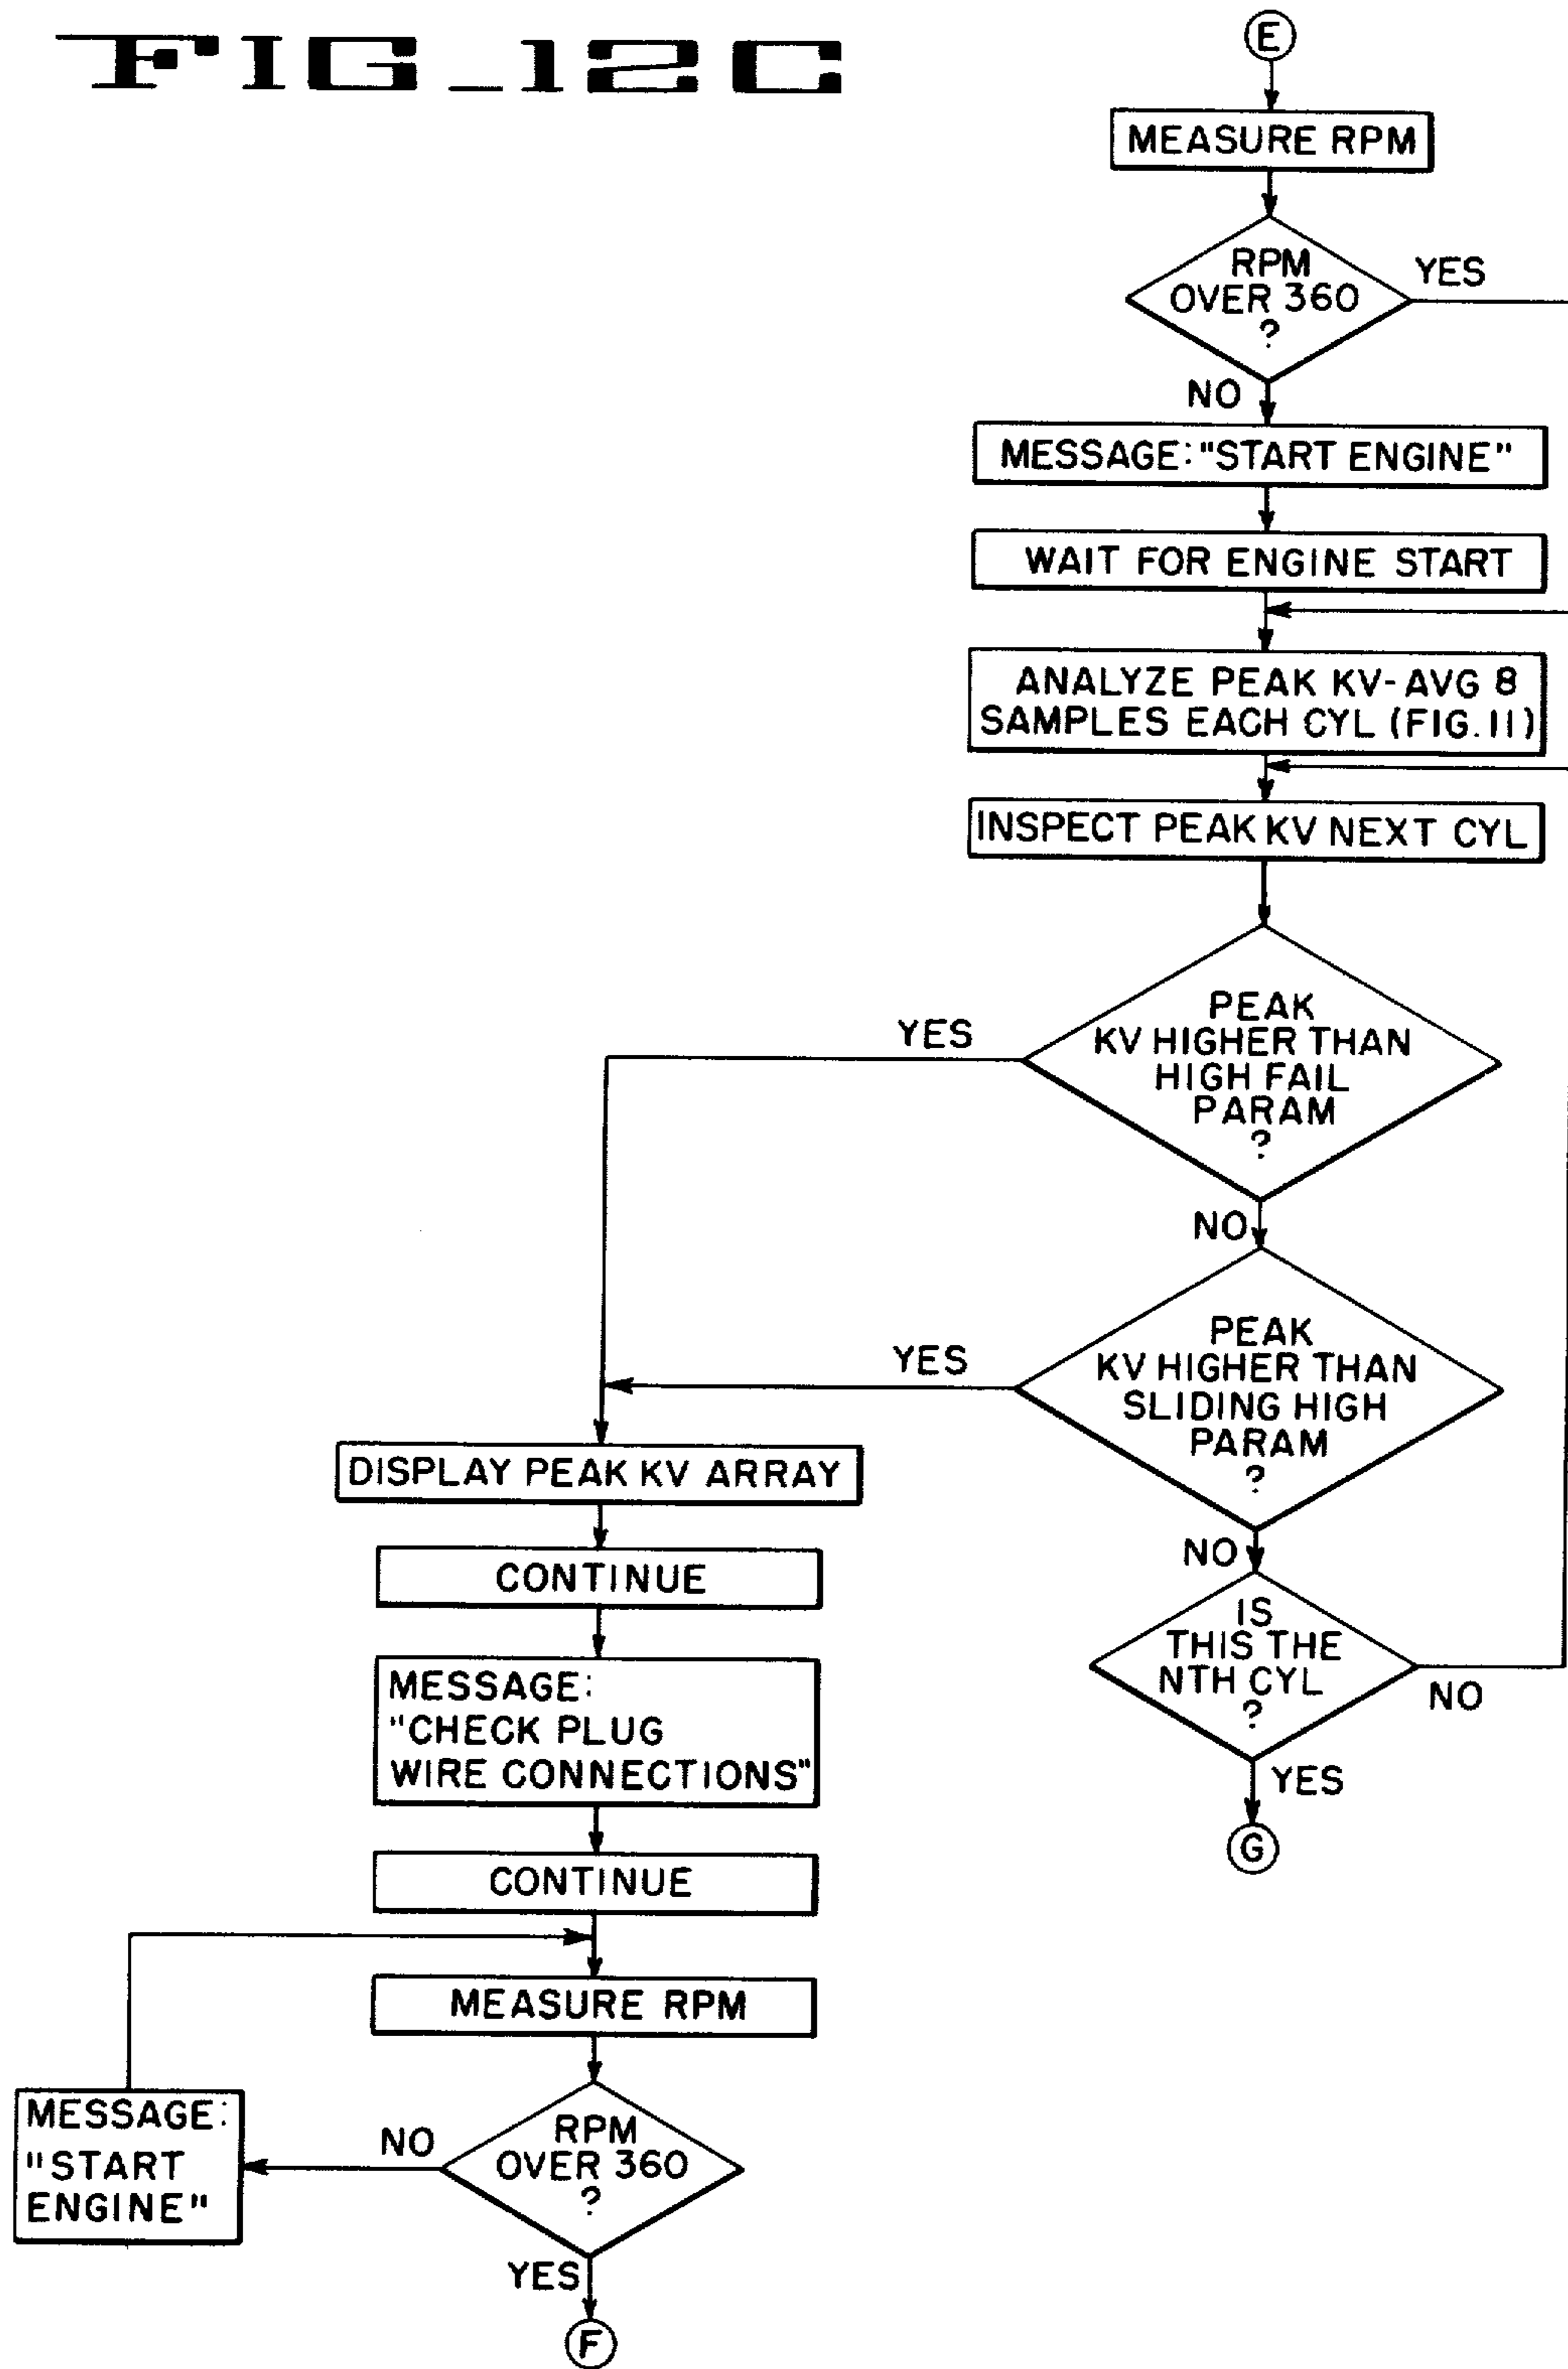 FIG_12C
E
MEASURE RPM
RPM
OVER 360
?
YES
NO
MESSAGE: "START ENGINE"
WAIT FOR ENGINE START
ANALYZE PEAK KV-AVG 8
SAMPLES EACH CYL (FIG.11)
INSPECT PEAK KV NEXT CYL
PEAK
KV HIGHER THAN
HIGH FAIL
PARAM
?
YES
NO
PEAK
KV HIGHER THAN
SLIDING HIGH
PARAM
?
YES
NO
IS
THIS THE
NTH CYL
?
NO
YES
G
DISPLAY PEAK KV ARRAY
CONTINUE
MESSAGE:
"CHECK PLUG
WIRE CONNECTIONS"
CONTINUE
MEASURE RPM
RPM
OVER 360
?
NO
MESSAGE:
"START
ENGINE"
YES
F